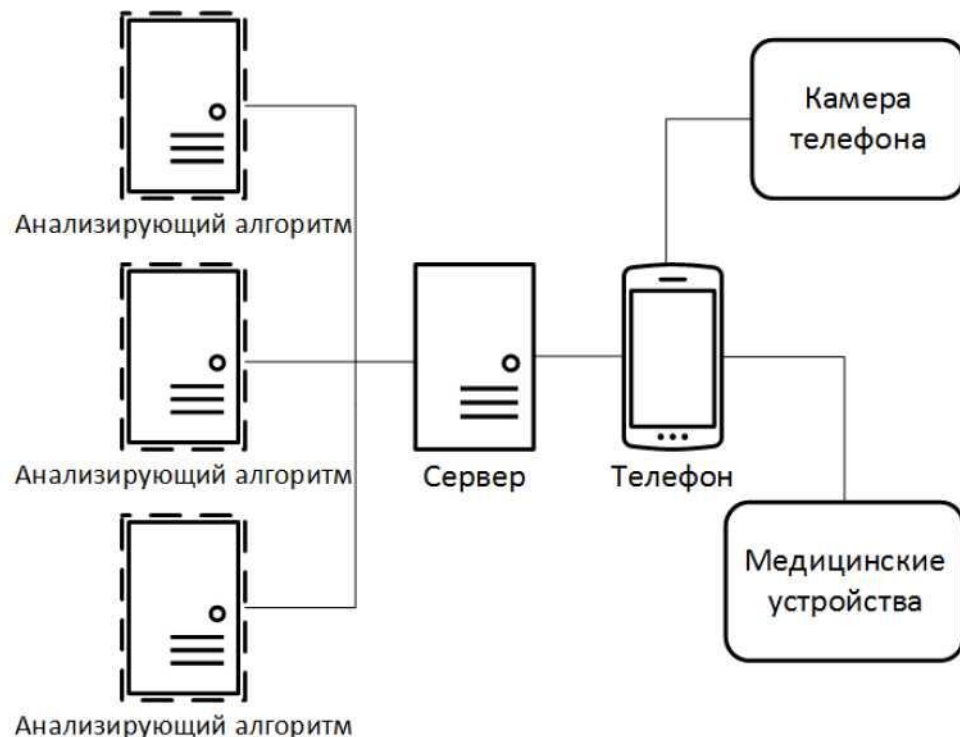 Камера
телефона
Анализирующий алгоритм
Анализирующий алгоритм
Сервер
Телефон
Медицинские
устройства
Анализирующий алгоритм